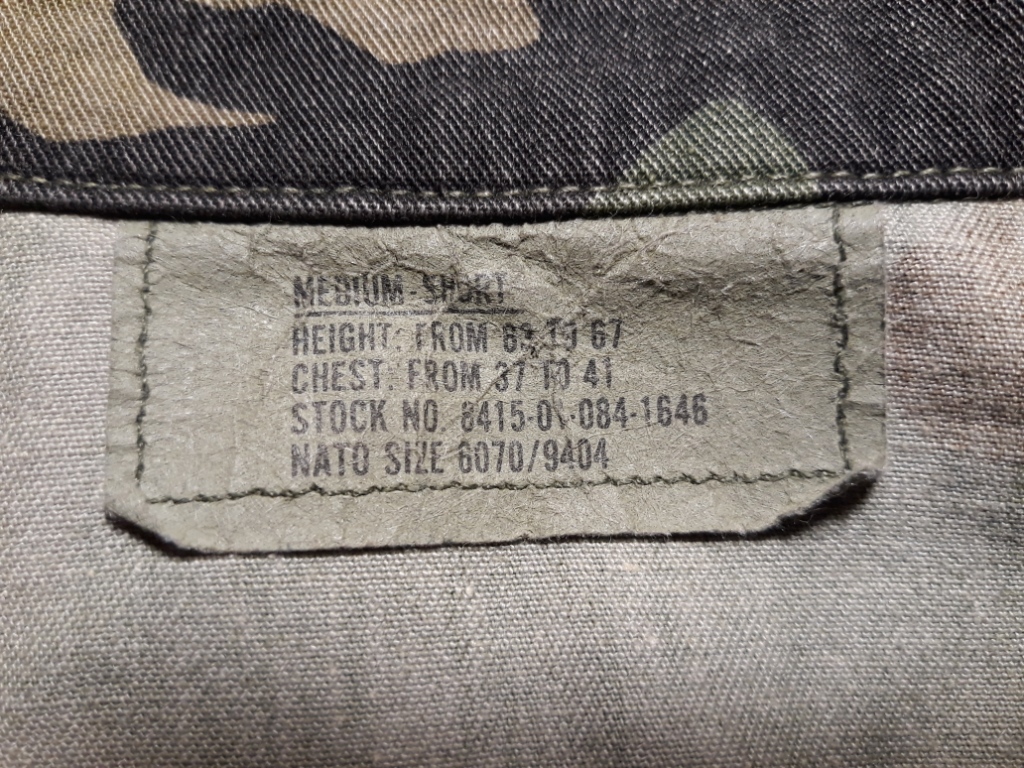 MEDIUM-SHORT
HEIGHT: FROM 63 TO 67
CHEST: FROM 37 TO 41
STOCK NO. 8415-01-084-1646
NATO SIZE 6070/9404